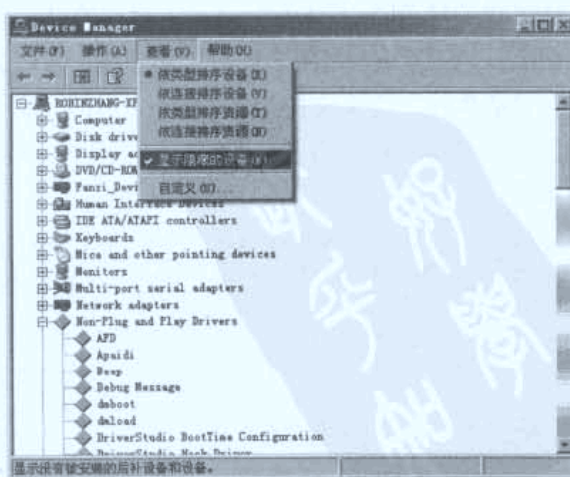 Device Manager
文件(F) 操作(A) 查看(V) 帮助(H)
依类型排序设备(E)
依连接排序设备(V)
依类型排序资源(T)
依连接排序资源(N)
显示隐藏的设备(W)
自定义(U)...
Computer
Disk driv
Display ad
DVD/CD-ROM
Fanzi_Devi
Human Interface Devices
IDE ATA/ATAPI controllers
Keyboards
Mice and other pointing devices
Monitors
Multi-port serial adapters
Network adapters
Non-Plug and Play Drivers
AFD
Apaidi
Beep
Debug Message
dmboot
dmload
DriverStudio BootTime Configuration
显示没有被安装的后补设备和设备。